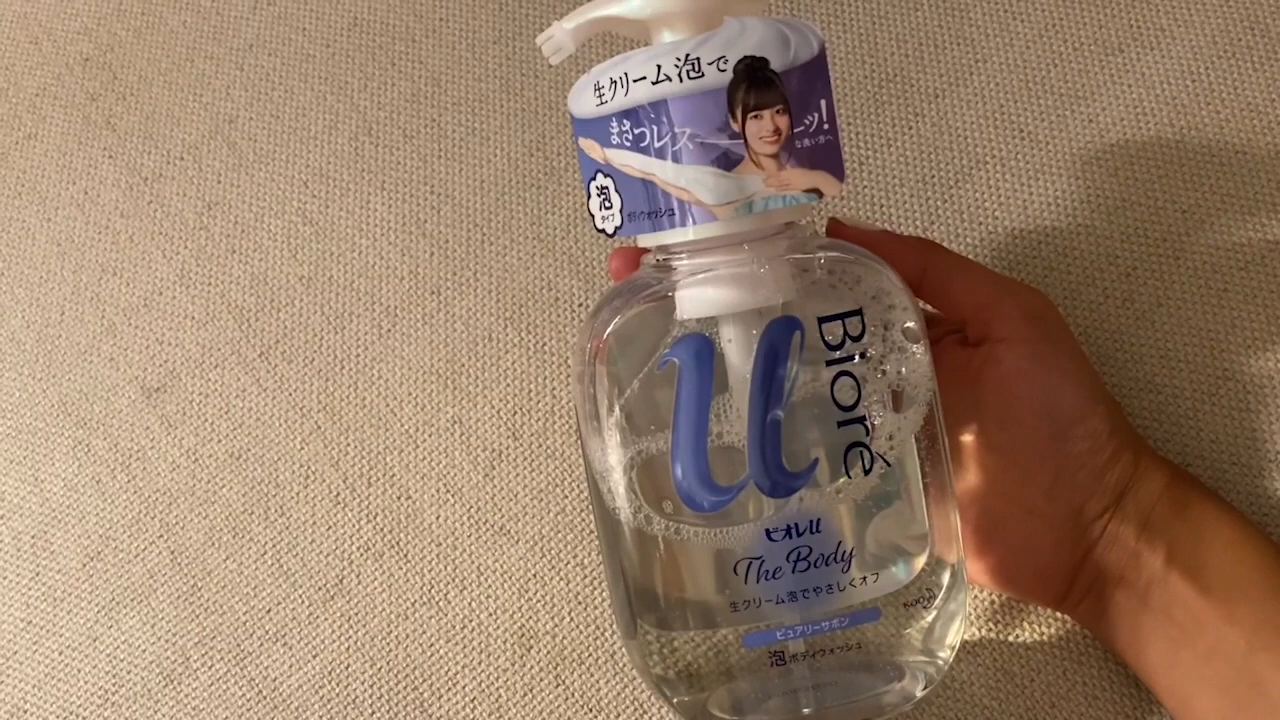 生クリーム泡で
まさつレス
ーツ!
な洗い方へ
泡
タイプ
ボディウォッシュ
Bioré
u
ビオレu
The Body
生クリーム泡でやさしくオフ
Kao
ピュアリーサボン
泡ボディウォッシュ